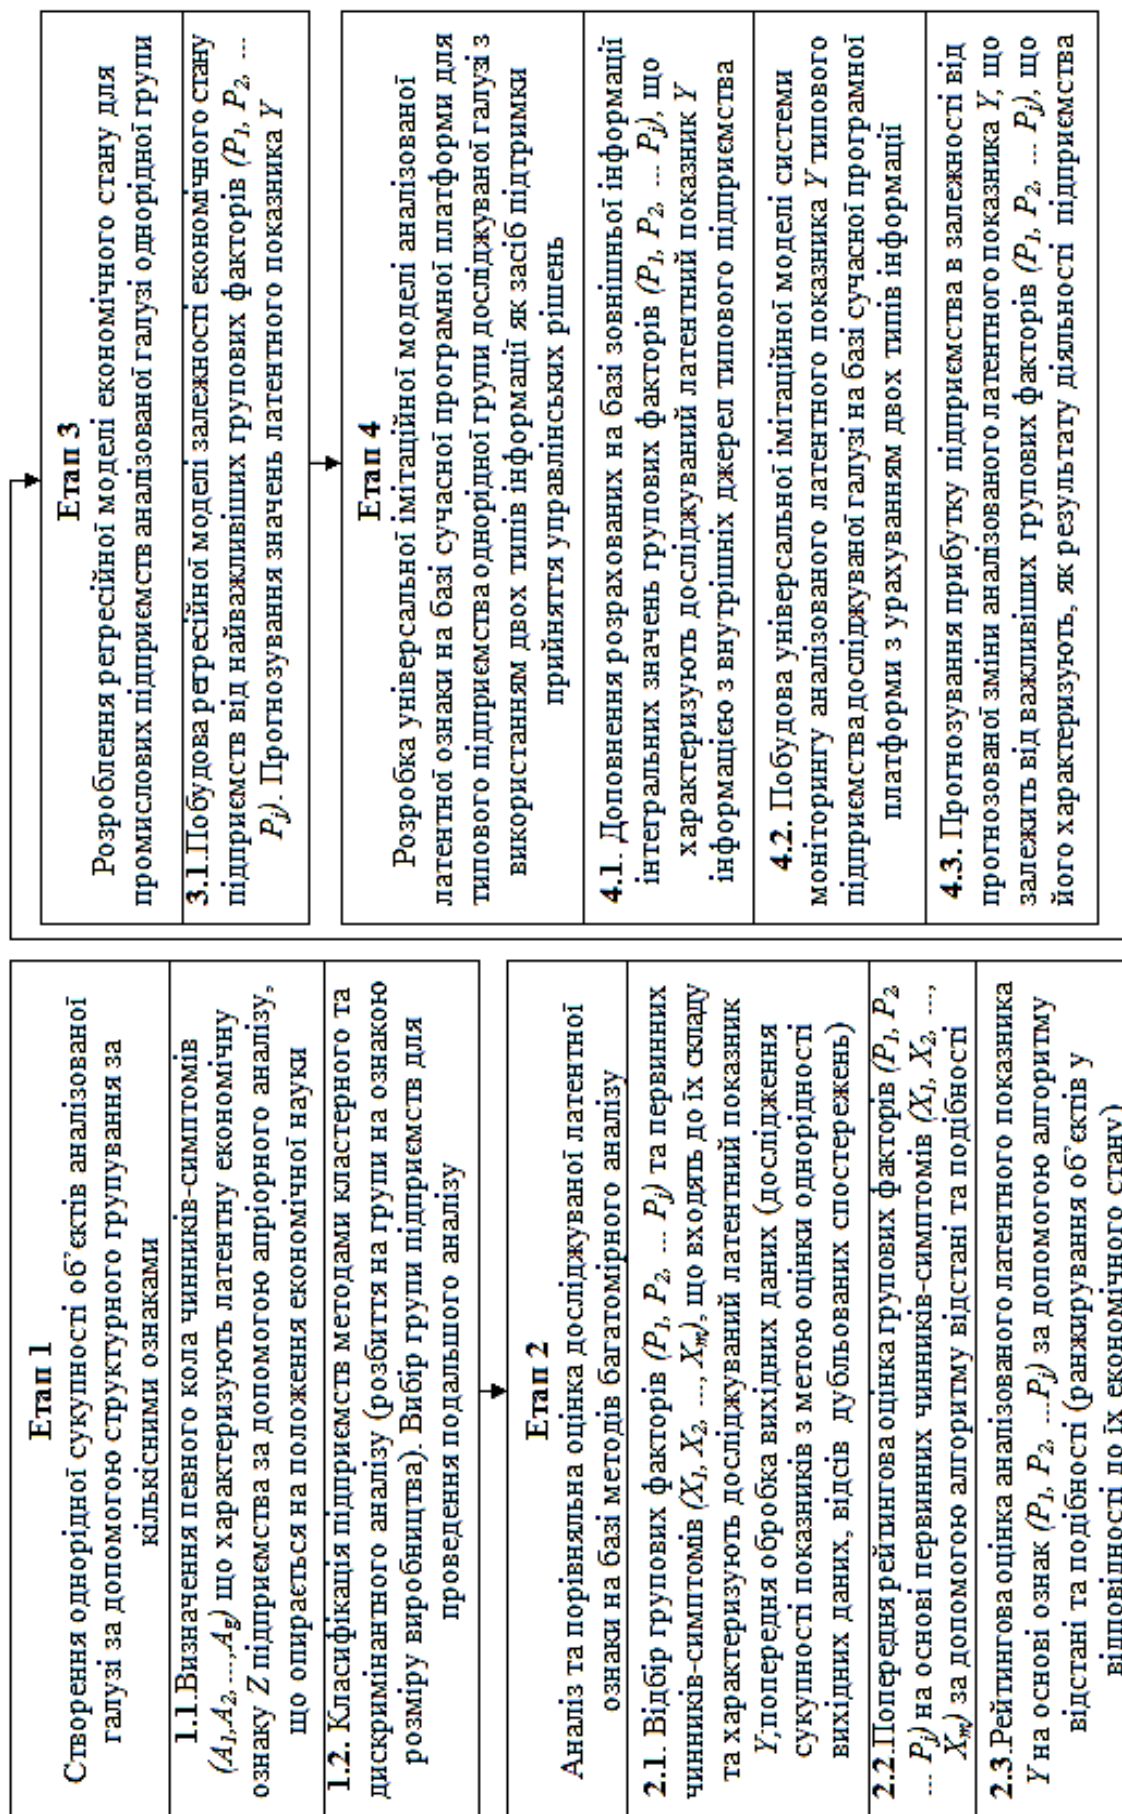 Етап 1
Створення однорідної сукупності об’єктів аналізованої
галузі за допомогою структурного групування за
кількісними ознаками
1.1.Визначення певного кола чинників-симптомів
(A1,A2,...,Ag) що характеризують латентну економічну
ознаку Z підприємства за допомогою апріорного аналізу,
що опирається на положення економічної науки
1.2. Класифікація підприємств методами кластерного та
дискримінантного аналізу (розбиття на групи на ознакою
розміру виробництва). Вибір групи підприємств для
проведення подальшого аналізу
Етап 2
Аналіз та порівняльна оцінка досліджуваної латентної
ознаки на базі методів багатомірного аналізу
2.1. Відбір групових факторів (P1, P2, ... Pj) та первинних
чинників-симптомів (X1, X2, ..., Xm), що входять до їх складу
та характеризують досліджуваний латентний показник
Y,попередня обробка вихідних даних (дослідження
сукупності показників з метою оцінки однорідності
вихідних даних, відсів дубльованих спостережень)
2.2.Попередня рейтингова оцінка групових факторів (P1, P2
... Pj) на основі первинних чинників-симптомів (X1, X2, ...,
Xm) за допомогою алгоритму відстані та подібності
2.3.Рейтингова оцінка аналізованого латентного показника
Y на основі ознак (P1, P2, ...Pj) за допомогою алгоритму
відстані та подібності (ранжирування об’єктів у
відповідності до їх економічного стану)
Етап 3
Розроблення регресійної моделі економічного стану для
промислових підприємств аналізованої галузі однорідної групи
3.1.Побудова регресійної моделі залежності економічного стану
підприємств від найважливіших групових факторів (P1, P2, ...
Pj). Прогнозування значень латентного показника Y
Етап 4
Розробка універсальної імітаційної моделі аналізованої
латентної ознаки на базі сучасної програмної платформи для
типового підприємства однорідної групи досліджуваної галузі з
використанням двох типів інформації як засіб підтримки
прийняття управлінських рішень
4.1. Доповнення розрахованих на базі зовнішньої інформації
інтегральних значень групових факторів (P1, P2, ... Pj), що
характеризують досліджуваний латентний показник Y
інформацією з внутрішніх джерел типового підприємства
4.2. Побудова універсальної імітаційної моделі системи
моніторингу аналізованого латентного показника Y типового
підприємства досліджуваної галузі на базі сучасної програмної
платформи з урахуванням двох типів інформації
4.3. Прогнозування прибутку підприємства в залежності від
прогнозованої зміни аналізованого латентного показника Y, що
залежить від важливіших групових факторів (P1, P2, ... Pj), що
його характеризують, як результату діяльності підприємства